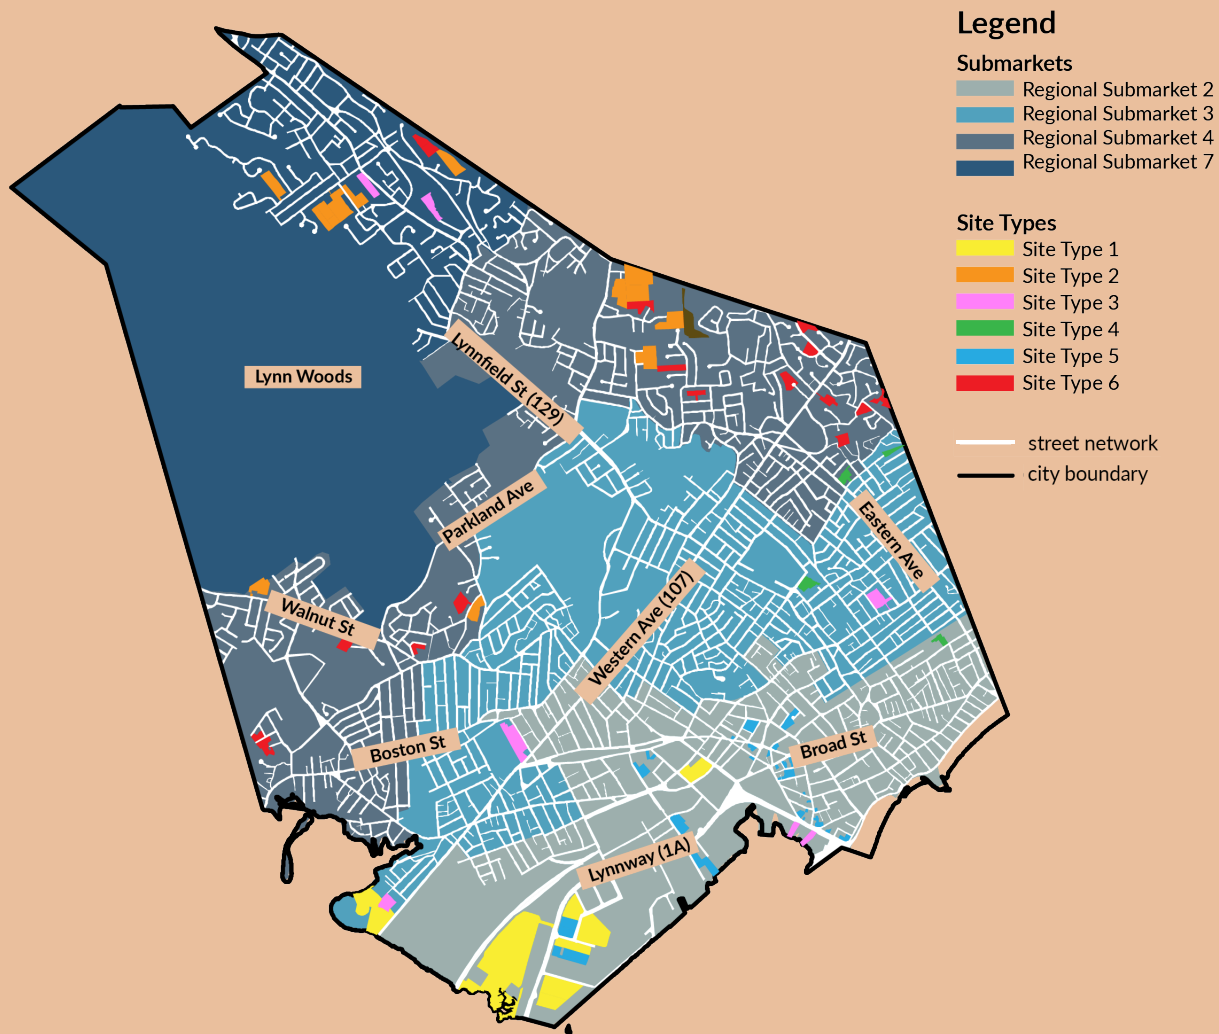 Legend
Submarkets
Regional Submarket 2
Regional Submarket 3
Regional Submarket 4
Regional Submarket 7
Site Types
Site Type 1
Site Type 2
Site Type 3
Site Type 4
Site Type 5
Site Type 6
street network
city boundary
Lynn Woods
Lynnfield St (129)
Parkland Ave
Eastern Ave
Walnut St
Western Ave (107)
Boston St
Broad St
Lynnway (1A)